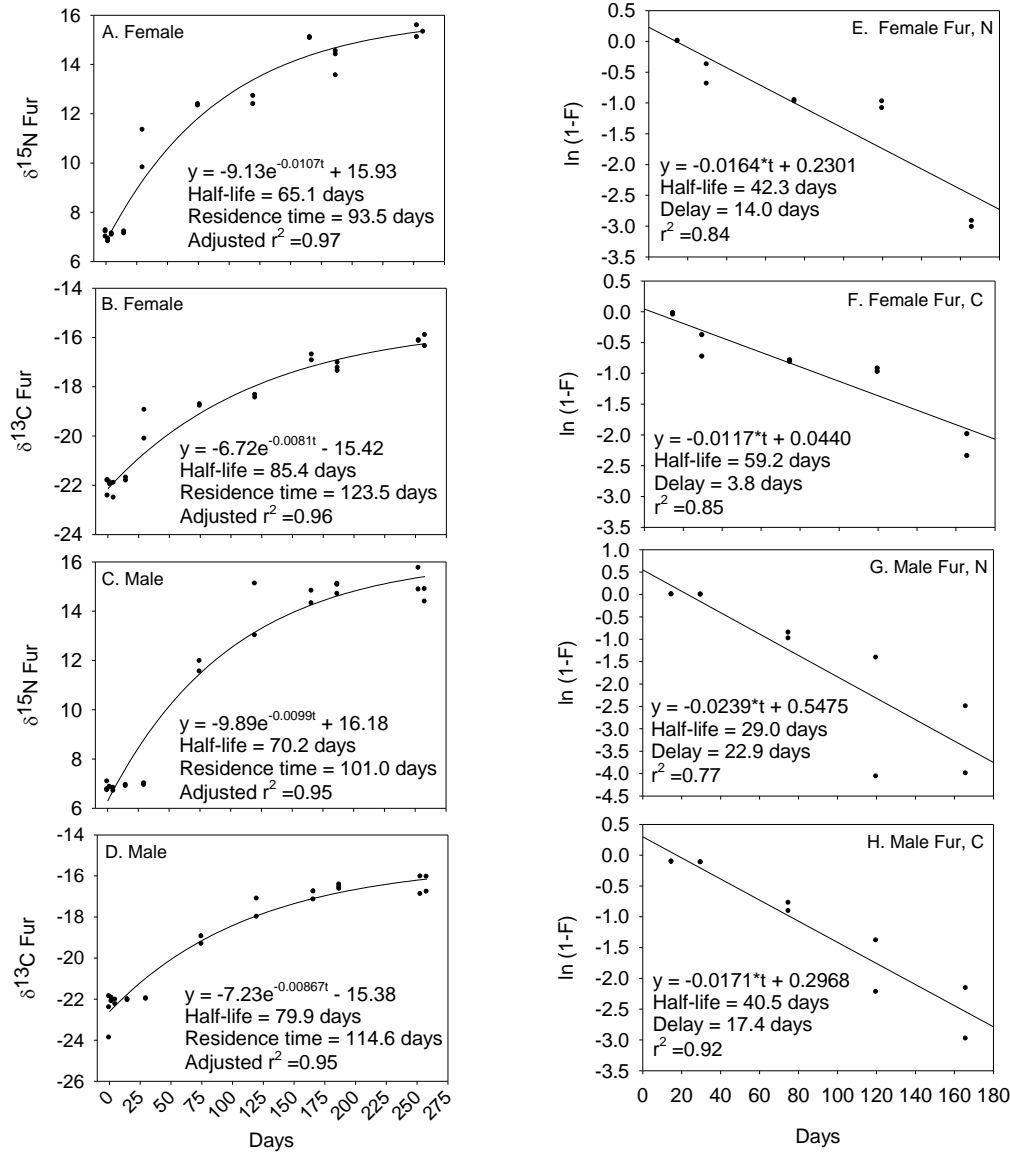 A. Female
δ15N Fur
16
14
12
10
8
6
y = -9.13e-0.0107t + 15.93
Half-life = 65.1 days
Residence time = 93.5 days
Adjusted r2 =0.97
B. Female
δ13C Fur
-14
-16
-18
-20
-22
-24
y = -6.72e-0.0081t - 15.42
Half-life = 85.4 days
Residence time = 123.5 days
Adjusted r2 =0.96
C. Male
δ15N Fur
16
14
12
10
8
6
y = -9.89e-0.0099t + 16.18
Half-life = 70.2 days
Residence time = 101.0 days
Adjusted r2 =0.95
D. Male
δ13C Fur
-14
-16
-18
-20
-22
-24
-26
y = -7.23e-0.00867t - 15.38
Half-life = 79.9 days
Residence time = 114.6 days
Adjusted r2 =0.95
0 25 50 75 100 125 150 175 200 225 250 275
Days
E. Female Fur, N
ln (1-F)
0.5
0.0
-0.5
-1.0
-1.5
-2.0
-2.5
-3.0
-3.5
y = -0.0164*t + 0.2301
Half-life = 42.3 days
Delay = 14.0 days
r2 =0.84
F. Female Fur, C
ln (1-F)
0.5
0.0
-0.5
-1.0
-1.5
-2.0
-2.5
-3.0
-3.5
y = -0.0117*t + 0.0440
Half-life = 59.2 days
Delay = 3.8 days
r2 =0.85
G. Male Fur, N
ln (1-F)
1.0
0.5
0.0
-0.5
-1.0
-1.5
-2.0
-2.5
-3.0
-3.5
-4.0
-4.5
y = -0.0239*t + 0.5475
Half-life = 29.0 days
Delay = 22.9 days
r2 =0.77
H. Male Fur, C
ln (1-F)
0.5
0.0
-0.5
-1.0
-1.5
-2.0
-2.5
-3.0
-3.5
y = -0.0171*t + 0.2968
Half-life = 40.5 days
Delay = 17.4 days
r2 =0.92
0 20 40 60 80 100 120 140 160 180
Days